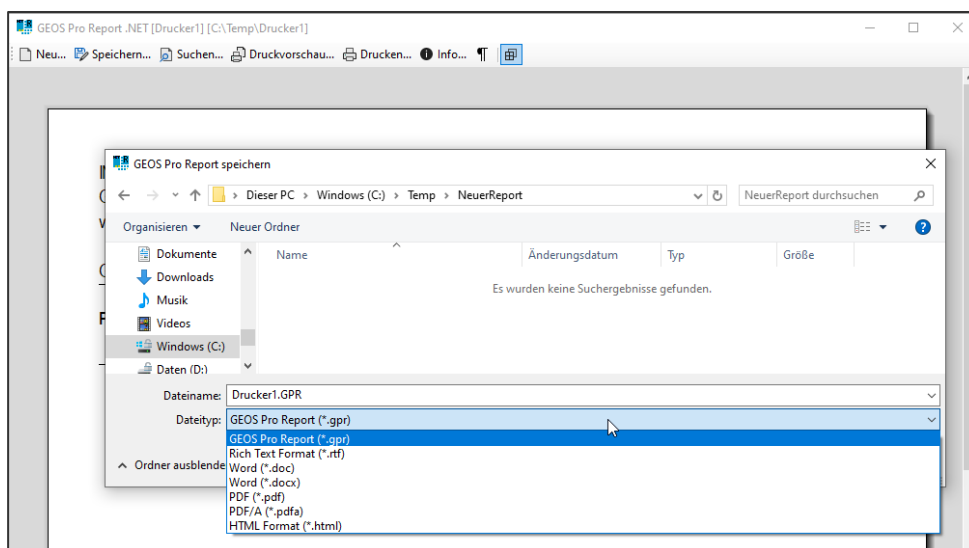 GEOS Pro Report .NET [Drucker1] [C:\Temp\Drucker1]
Neu... Speichern... Suchen... Druckvorschau... Drucken... Info... ¶
GEOS Pro Report speichern
Dieser PC > Windows (C:) > Temp > NeuerReport
NeuerReport durchsuchen
Organisieren Neuer Ordner
Dokumente
Downloads
Musik
Videos
Windows (C:)
Daten (D:)
Name Änderungsdatum Typ Größe
Es wurden keine Suchergebnisse gefunden.
Dateiname: Drucker1.GPR
Dateityp: GEOS Pro Report (*.gpr)
GEOS Pro Report (*.gpr)
Rich Text Format (*.rtf)
Word (*.doc)
Word (*.docx)
PDF (*.pdf)
PDF/A (*.pdfa)
HTML Format (*.html)
Ordner ausblende